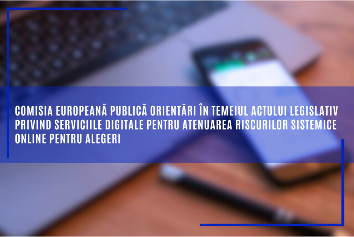 COMISIA EUROPEANĂ PUBLICĂ ORIENTĂRI ÎN TEMEIUL ACTULUI LEGISLATIV
PRIVIND SERVICIILE DIGITALE PENTRU ATENUAREA RISCURILOR SISTEMICE
ONLINE PENTRU ALEGERI